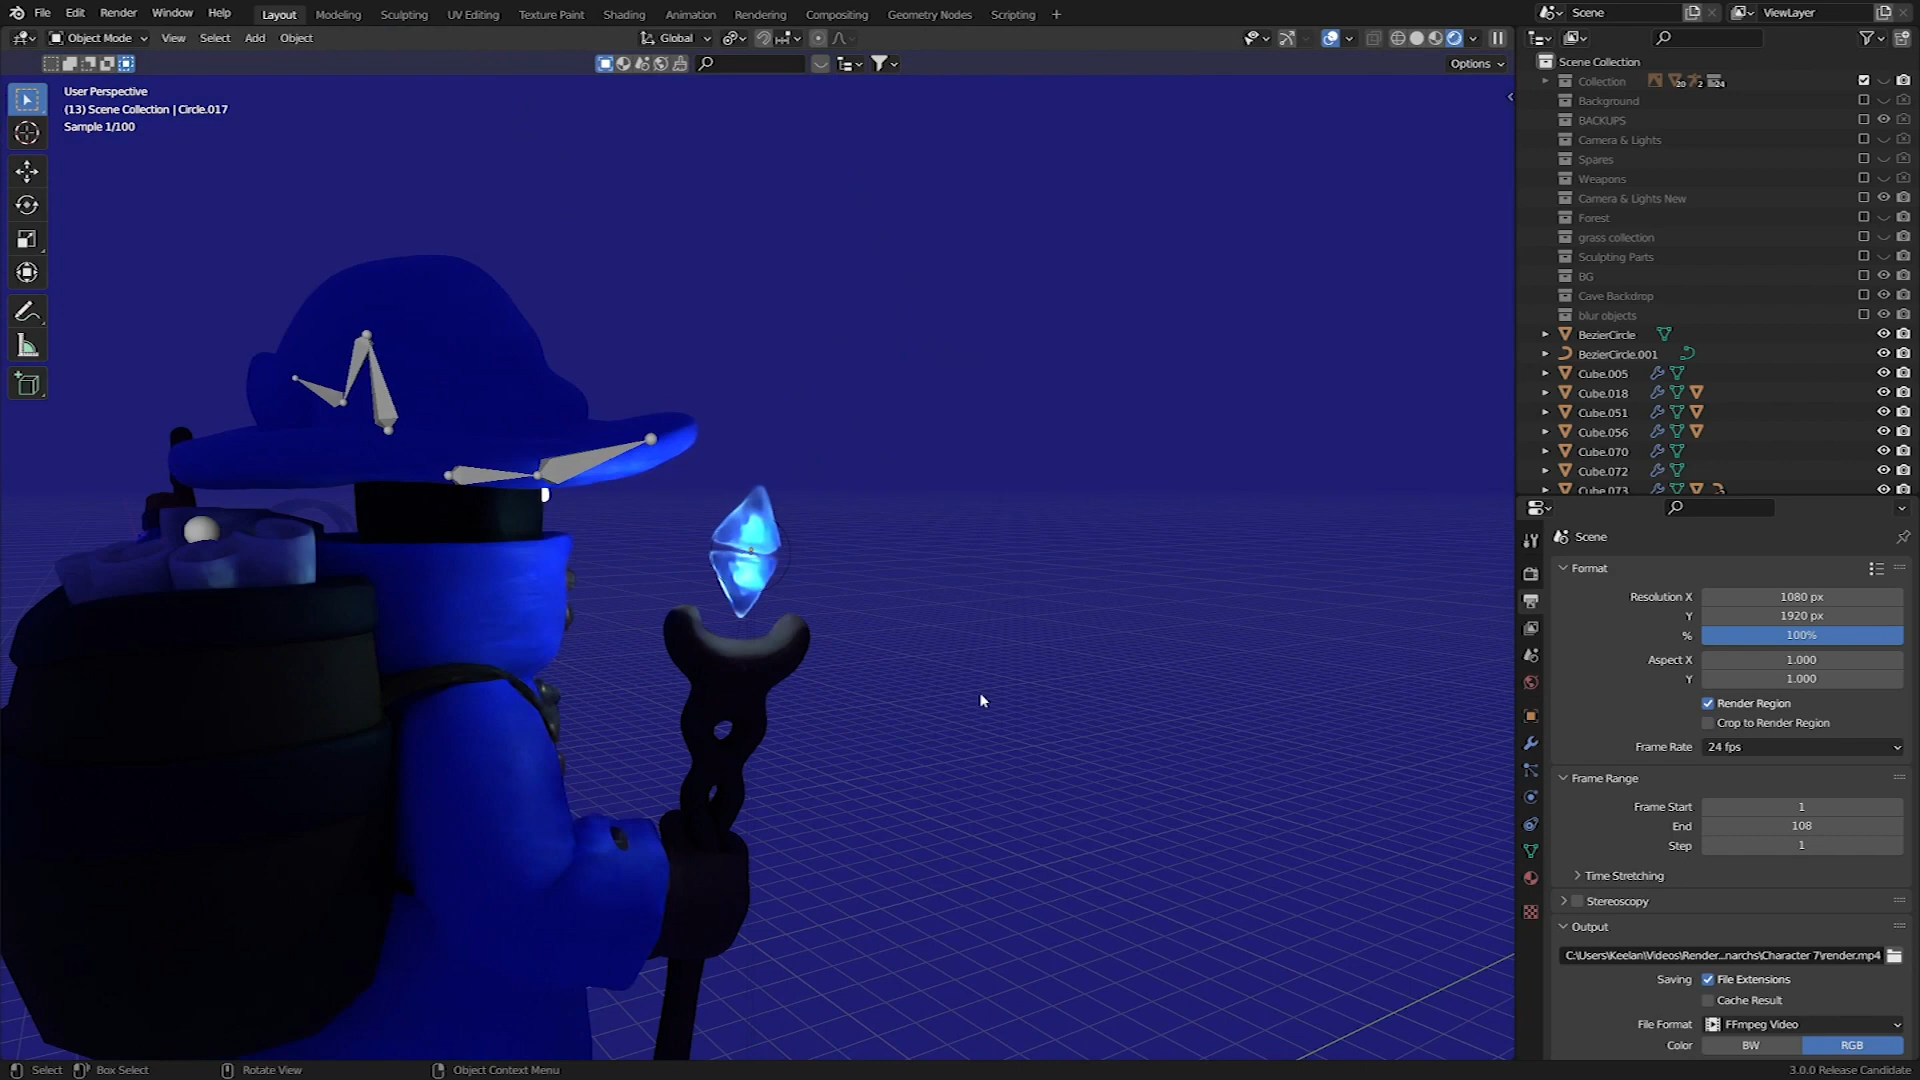 File Edit Render Window Help Layout Modeling Sculpting UV Editing Texture Paint Shading Animation Rendering Compositing Geometry Nodes Scripting + Scene ViewLayer
Object Mode View Select Add Object Global
Options
User Perspective
(13) Scene Collection | Circle.017
Sample 1/100
Scene Collection
Collection 20 2 24
Background
BACKUPS
Camera & Lights
Spares
Weapons
Camera & Lights New
Forest
grass collection
Sculpting Parts
BG
Cave Backdrop
blur objects
BezierCircle
BezierCircle.001
Cube.005
Cube.018
Cube.051
Cube.056
Cube.070
Cube.072
Cube.073
Scene
Format
Resolution X 1080 px
Y 1920 px
% 100%
Aspect X 1.000
Y 1.000
Render Region
Crop to Render Region
Frame Rate 24 fps
Frame Range
Frame Start 1
End 108
Step 1
Time Stretching
Stereoscopy
Output
C:\Users\Keelan\Videos\Render...narchs\Character 7\render.mp4
Saving File Extensions
Cache Result
File Format FFmpeg Video
Color BW RGB
Select Box Select Rotate View Object Context Menu 3.0.0 Release Candidate